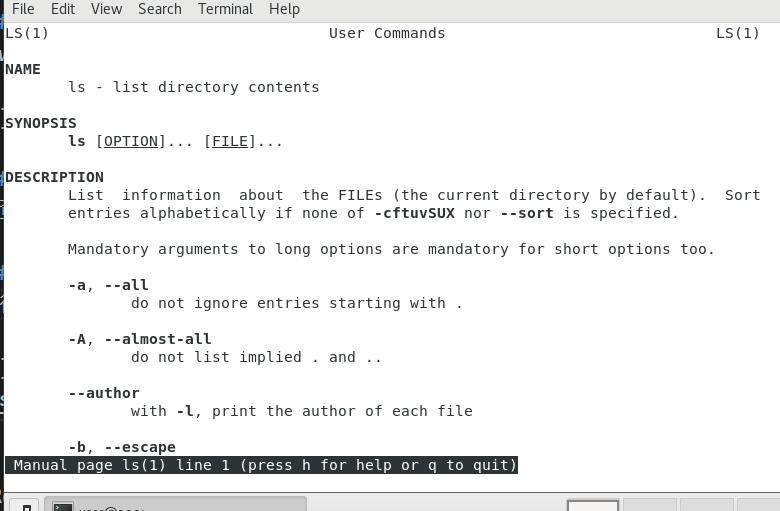 File Edit View Search Terminal Help
LS(1) User Commands LS(1)
NAME
ls - list directory contents
SYNOPSIS
ls [OPTION]... [FILE]...
DESCRIPTION
List information about the FILEs (the current directory by default). Sort
entries alphabetically if none of -cftuvSUX nor --sort is specified.
Mandatory arguments to long options are mandatory for short options too.
-a, --all
do not ignore entries starting with .
-A, --almost-all
do not list implied . and ..
--author
with -l, print the author of each file
-b, --escape
Manual page ls(1) line 1 (press h for help or q to quit)